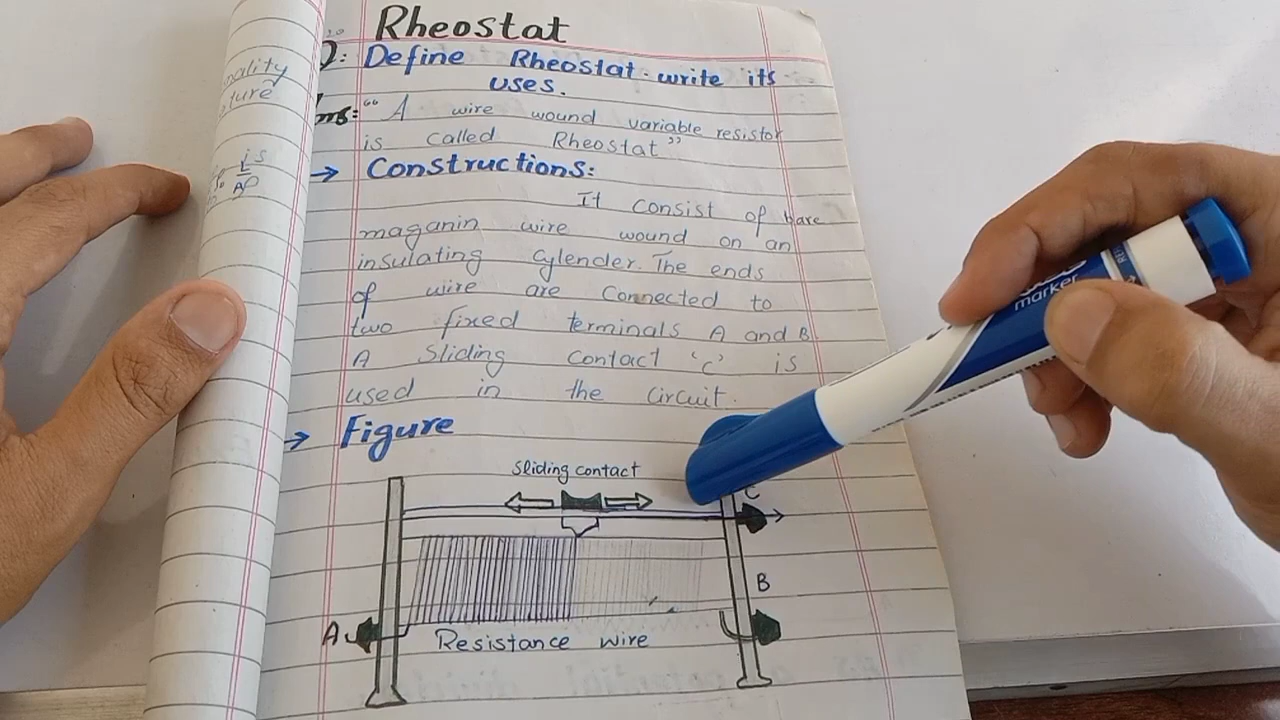 Rheostat
Q: Define Rheostat. write its
uses.
Ans: “ A wire wound variable resistor
is called Rheostat ”
→ Constructions:
It consist of bare
maganin wire wound on an
insulating Cylender. The ends
of wire are Connected to
two fixed terminals A and B
A Sliding contact ‘c’ is
used in the Circuit.
→ Figure
Sliding contact
C
B
A
Resistance wire
marker